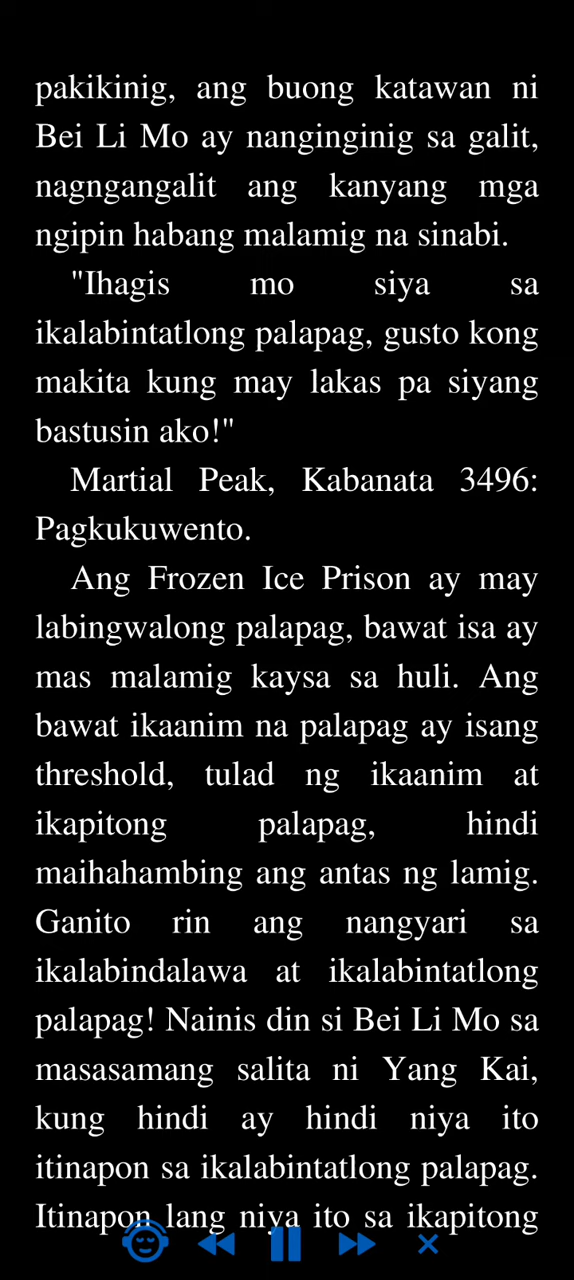 pakikinig, ang buong katawan ni
Bei Li Mo ay nanginginig sa galit,
nagngangalit ang kanyang mga
ngipin habang malamig na sinabi.
"Ihagis mo siya sa
ikalabintatlong palapag, gusto kong
makita kung may lakas pa siyang
bastusin ako!"
Martial Peak, Kabanata 3496:
Pagkukuwento.
Ang Frozen Ice Prison ay may
labingwalong palapag, bawat isa ay
mas malamig kaysa sa huli. Ang
bawat ikaanim na palapag ay isang
threshold, tulad ng ikaanim at
ikapitong palapag, hindi
maihahambing ang antas ng lamig.
Ganito rin ang nangyari sa
ikalabindalawa at ikalabintatlong
palapag! Nainis din si Bei Li Mo sa
masasamang salita ni Yang Kai,
kung hindi ay hindi niya ito
itinapon sa ikalabintatlong palapag.
Itinapon lang niya ito sa ikapitong